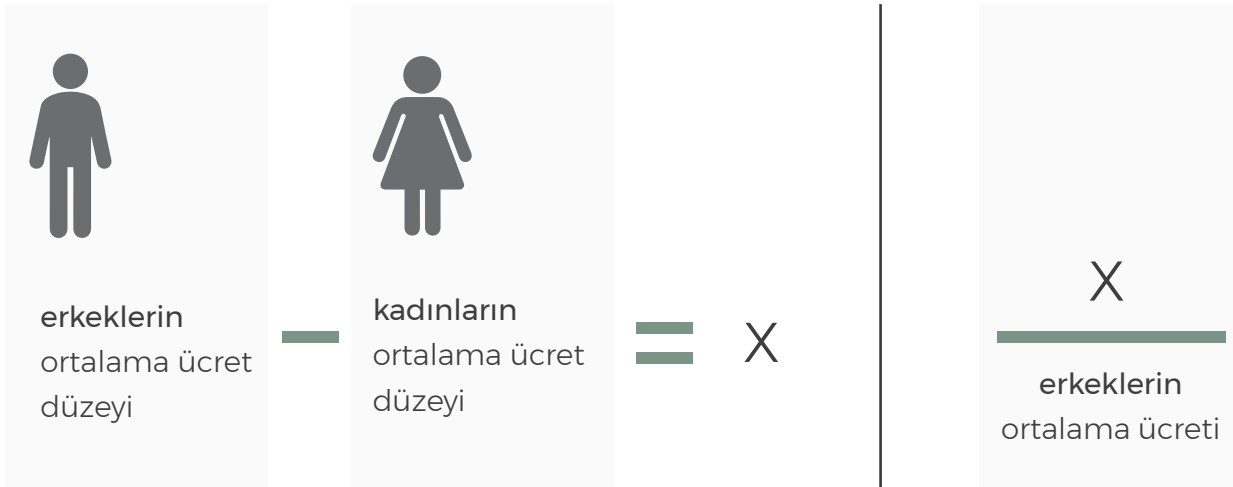 erkeklerin
ortalama ücret
düzeyi
kadınların
ortalama ücret
düzeyi
X
X
erkeklerin
ortalama ücreti